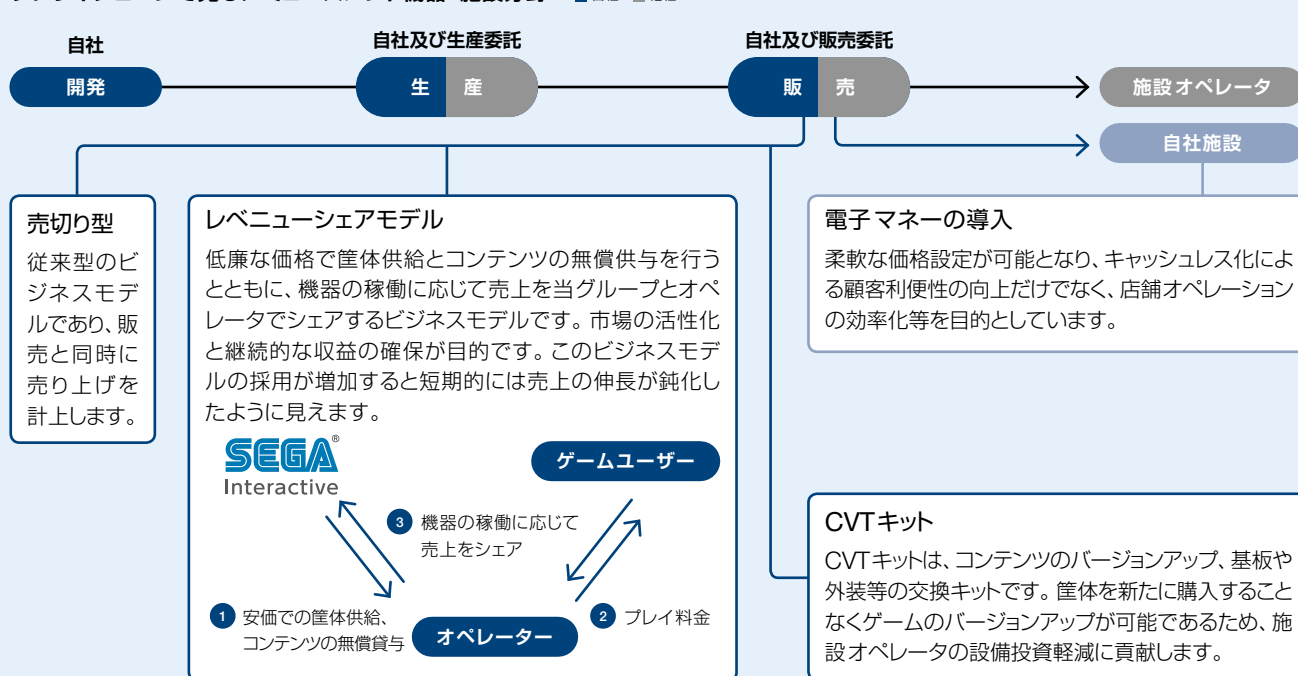 自社
自社及び生産委託
自社及び販売委託
開発
生 産
販 売
施設オペレータ
自社施設
売切り型
従来型のビ
ジネスモデ
ルであり、販
売と同時に
売り上げを
計上します。
レベニューシェアモデル
低廉な価格で筐体供給とコンテンツの無償供与を行う
とともに、機器の稼働に応じて売上を当グループとオペ
レータでシェアするビジネスモデルです。市場の活性化
と継続的な収益の確保が目的です。このビジネスモデ
ルの採用が増加すると短期的には売上の伸長が鈍化し
たように見えます。
SEGA®
Interactive
ゲームユーザー
3 機器の稼働に応じて
売上をシェア
1 安価での筐体供給、
コンテンツの無償貸与
オペレーター
2 プレイ料金
電子マネーの導入
柔軟な価格設定が可能となり、キャッシュレス化によ
る顧客利便性の向上だけでなく、店舗オペレーション
の効率化等を目的としています。
CVTキット
CVTキットは、コンテンツのバージョンアップ、基板や
外装等の交換キットです。筐体を新たに購入すること
なくゲームのバージョンアップが可能であるため、施
設オペレータの設備投資軽減に貢献します。